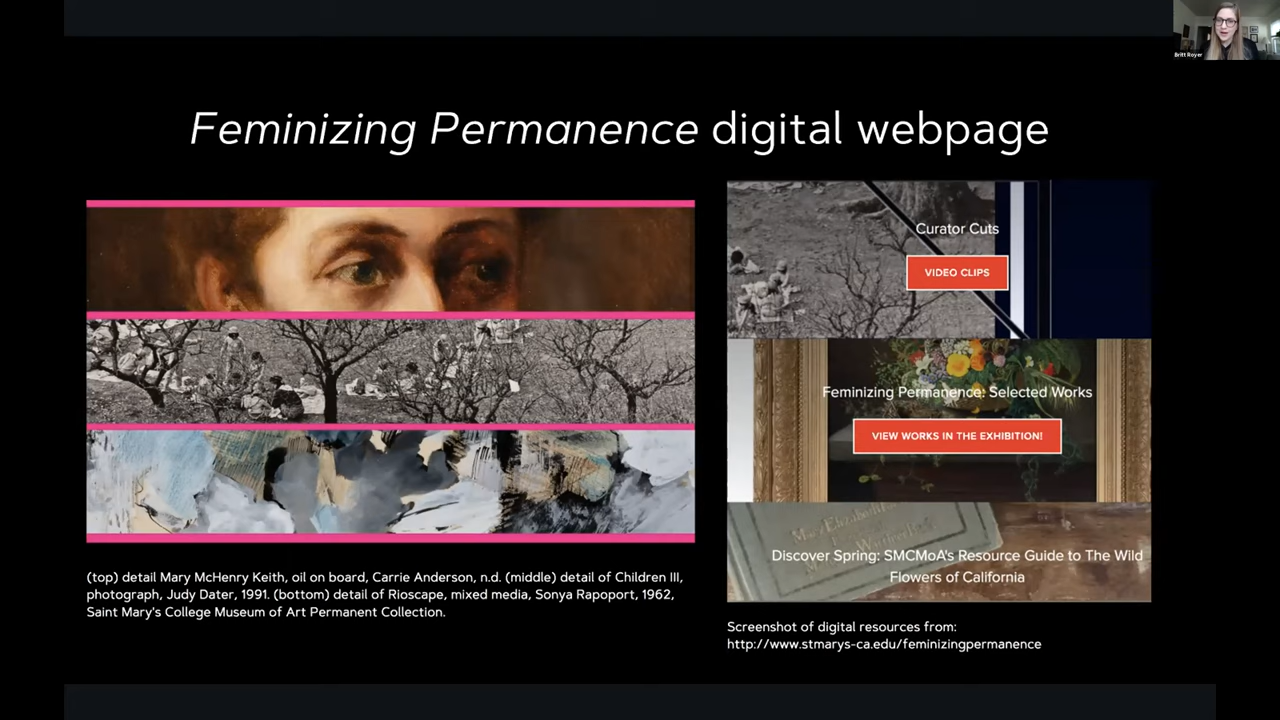 Britt Royer
Feminizing Permanence digital webpage
(top) detail Mary McHenry Keith, oil on board, Carrie Anderson, n.d. (middle) detail of Children III,
photograph, Judy Dater, 1991. (bottom) detail of Rioscape, mixed media, Sonya Rapoport, 1962,
Saint Mary's College Museum of Art Permanent Collection.
Curator Cuts
VIDEO CLIPS
Feminizing Permanence: Selected Works
VIEW WORKS IN THE EXHIBITION!
Mary Elizabeth
Discover Spring: SMCMoA's Resource Guide to The Wild
Flowers of California
Screenshot of digital resources from:
http://www.stmarys-ca.edu/feminizingpermanence